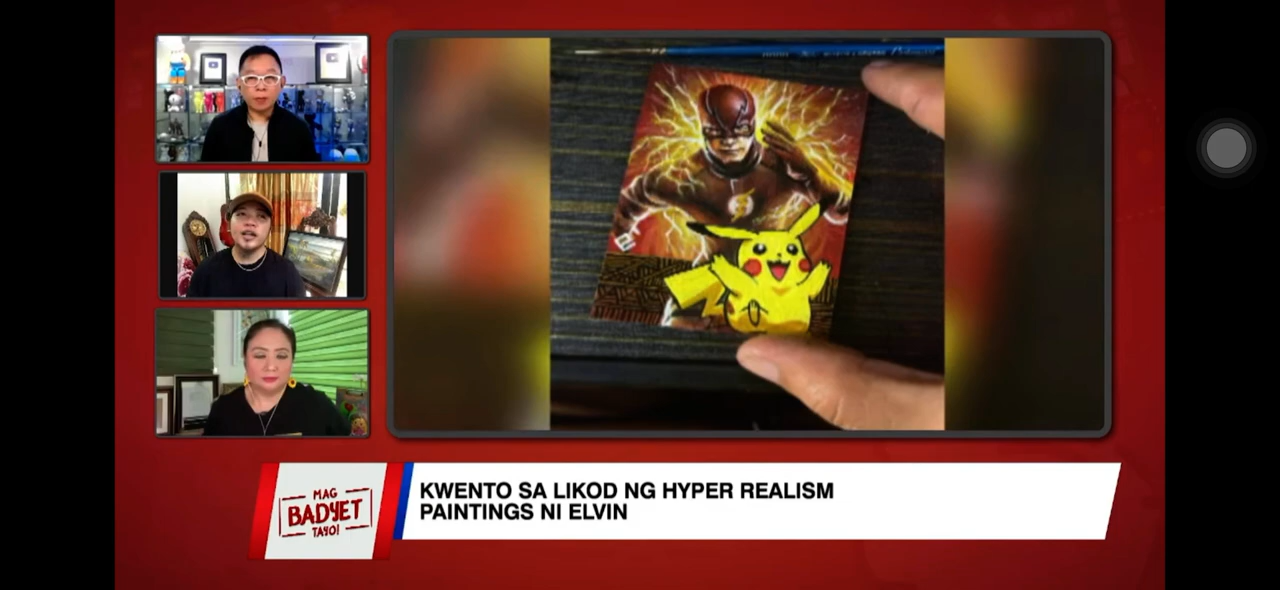 MAG
BADYET
TAYO!
KWENTO SA LIKOD NG HYPER REALISM
PAINTINGS NI ELVIN